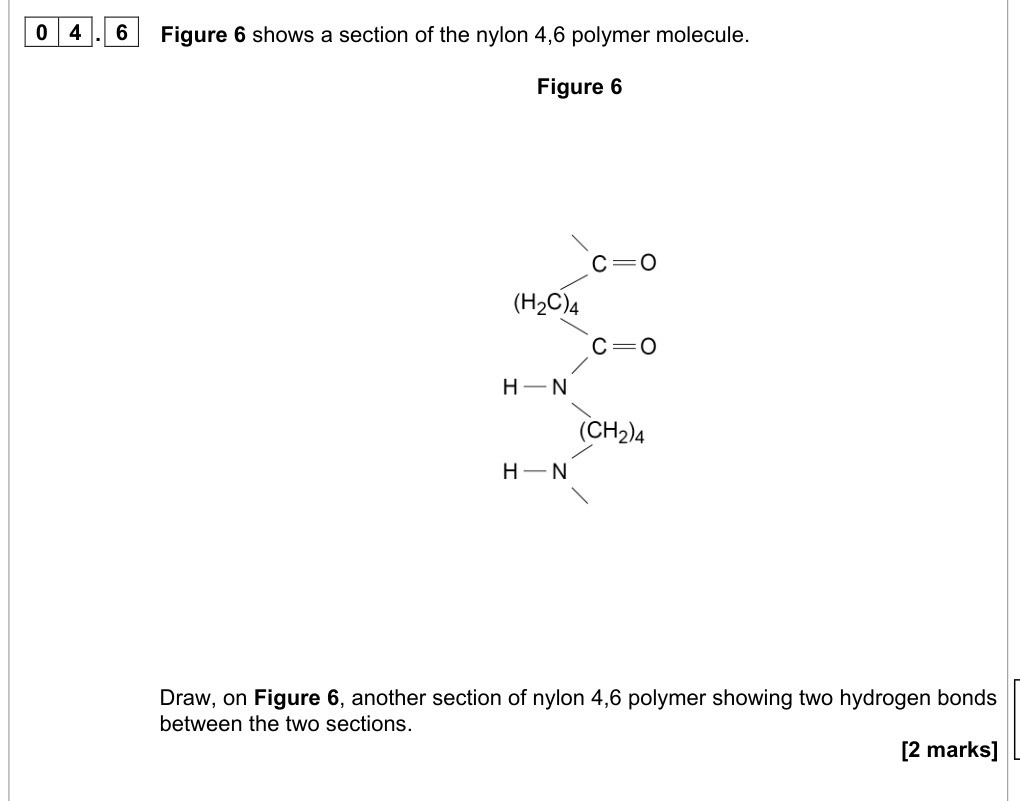 0 4 . 6 Figure 6 shows a section of the nylon 4,6 polymer molecule.
Figure 6
C=O
(H₂C)₄
C=O
H—N
(CH₂)₄
H—N
Draw, on Figure 6, another section of nylon 4,6 polymer showing two hydrogen bonds
between the two sections.
[2 marks]